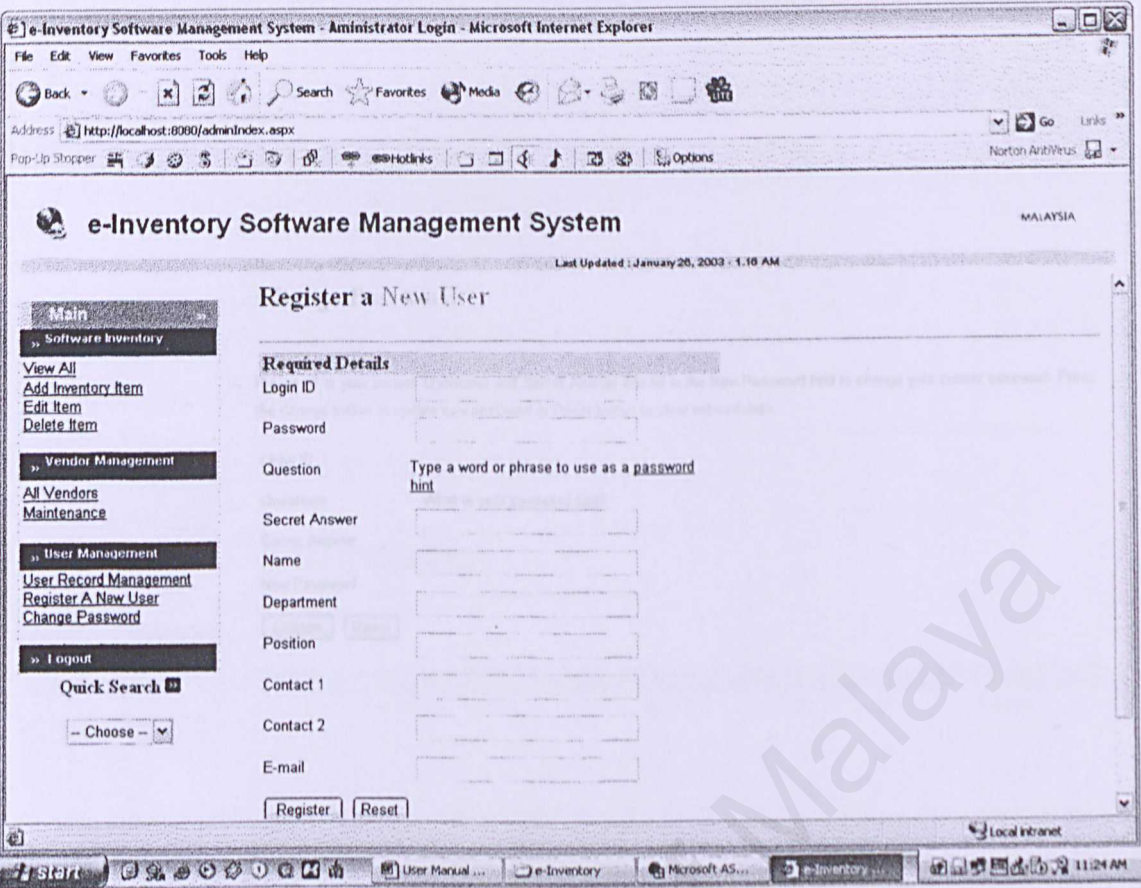 e-Inventory Software Management System - Aministrator Login - Microsoft Internet Explorer
File Edit View Favorites Tools Help
Back Search Favorites Media
Address http://localhost:8080/adminIndex.aspx Go Links »
Pop-Up Stopper Hotlinks Options Norton AntiVirus
e-Inventory Software Management System
MALAYSIA
Last Updated : January 26, 2003 - 1.16 AM
Main »
» Software Inventory
View All
Add Inventory Item
Edit Item
Delete Item
» Vendor Management
All Vendors
Maintenance
» User Management
User Record Management
Register A New User
Change Password
» Logout
Quick Search
-- Choose --
Register a New User
Required Details
Login ID
Password
Question Type a word or phrase to use as a password
hint
Secret Answer
Name
Department
Position
Contact 1
Contact 2
E-mail
Register Reset
Local intranet
start User Manual ... e-Inventory Microsoft AS... e-Inventory ... 11:24 AM
Malaya